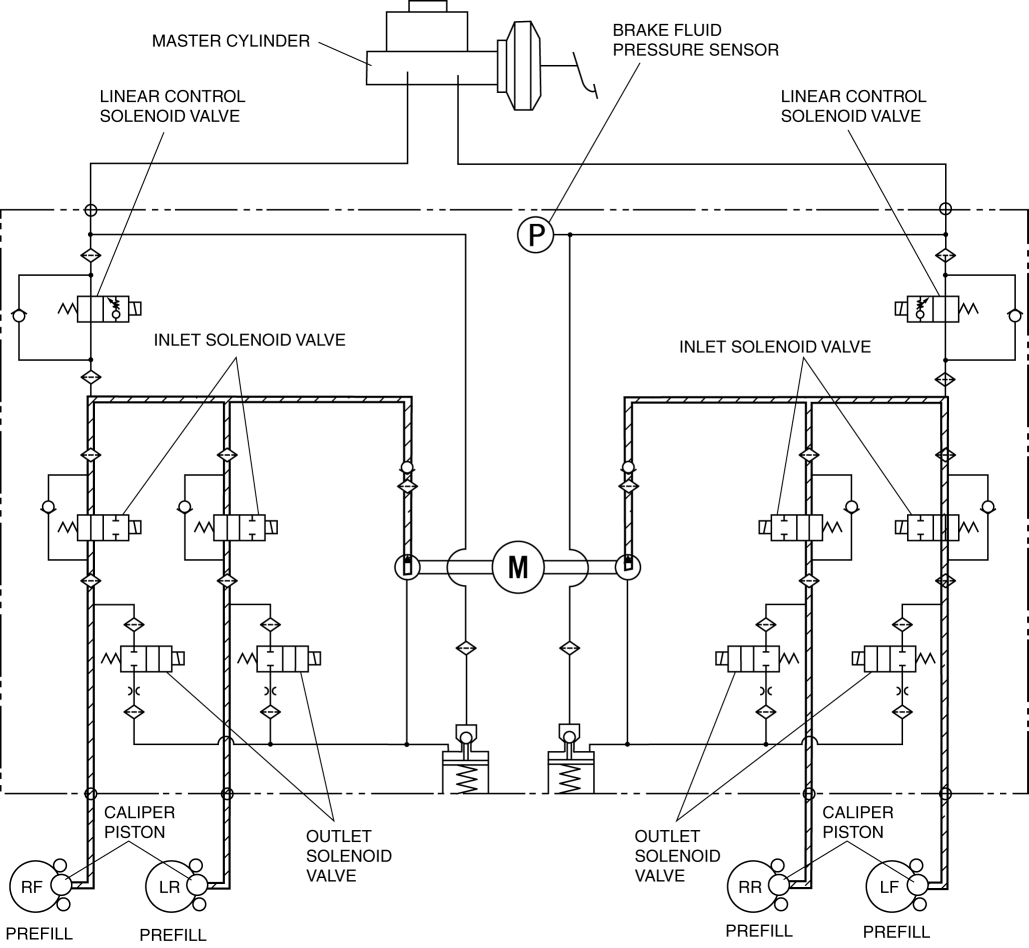 MASTER CYLINDER
BRAKE FLUID
PRESSURE SENSOR
LINEAR CONTROL
SOLENOID VALVE
LINEAR CONTROL
SOLENOID VALVE
P
INLET SOLENOID VALVE
INLET SOLENOID VALVE
M
CALIPER
PISTON
OUTLET
SOLENOID
VALVE
OUTLET
SOLENOID
VALVE
CALIPER
PISTON
RF
LR
RR
LF
PREFILL
PREFILL
PREFILL
PREFILL